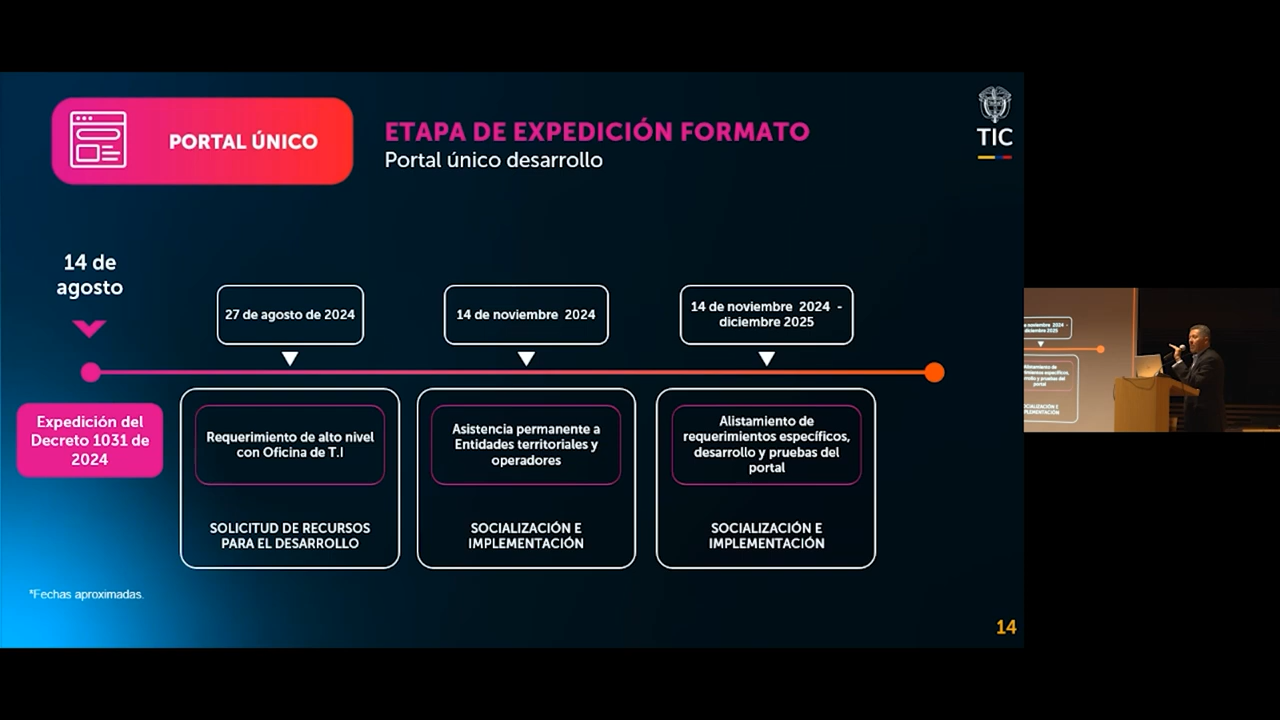 PORTAL ÚNICO
ETAPA DE EXPEDICIÓN FORMATO
Portal único desarrollo
TIC
14 de
agosto
27 de agosto de 2024
14 de noviembre 2024
14 de noviembre 2024 -
diciembre 2025
Expedición del
Decreto 1031 de
2024
Requerimiento de alto nivel
con Oficina de T.I
SOLICITUD DE RECURSOS
PARA EL DESARROLLO
Asistencia permanente a
Entidades territoriales y
operadores
SOCIALIZACIÓN E
IMPLEMENTACIÓN
Alistamiento de
requerimientos específicos,
desarrollo y pruebas del
portal
SOCIALIZACIÓN E
IMPLEMENTACIÓN
*Fechas aproximadas.
14